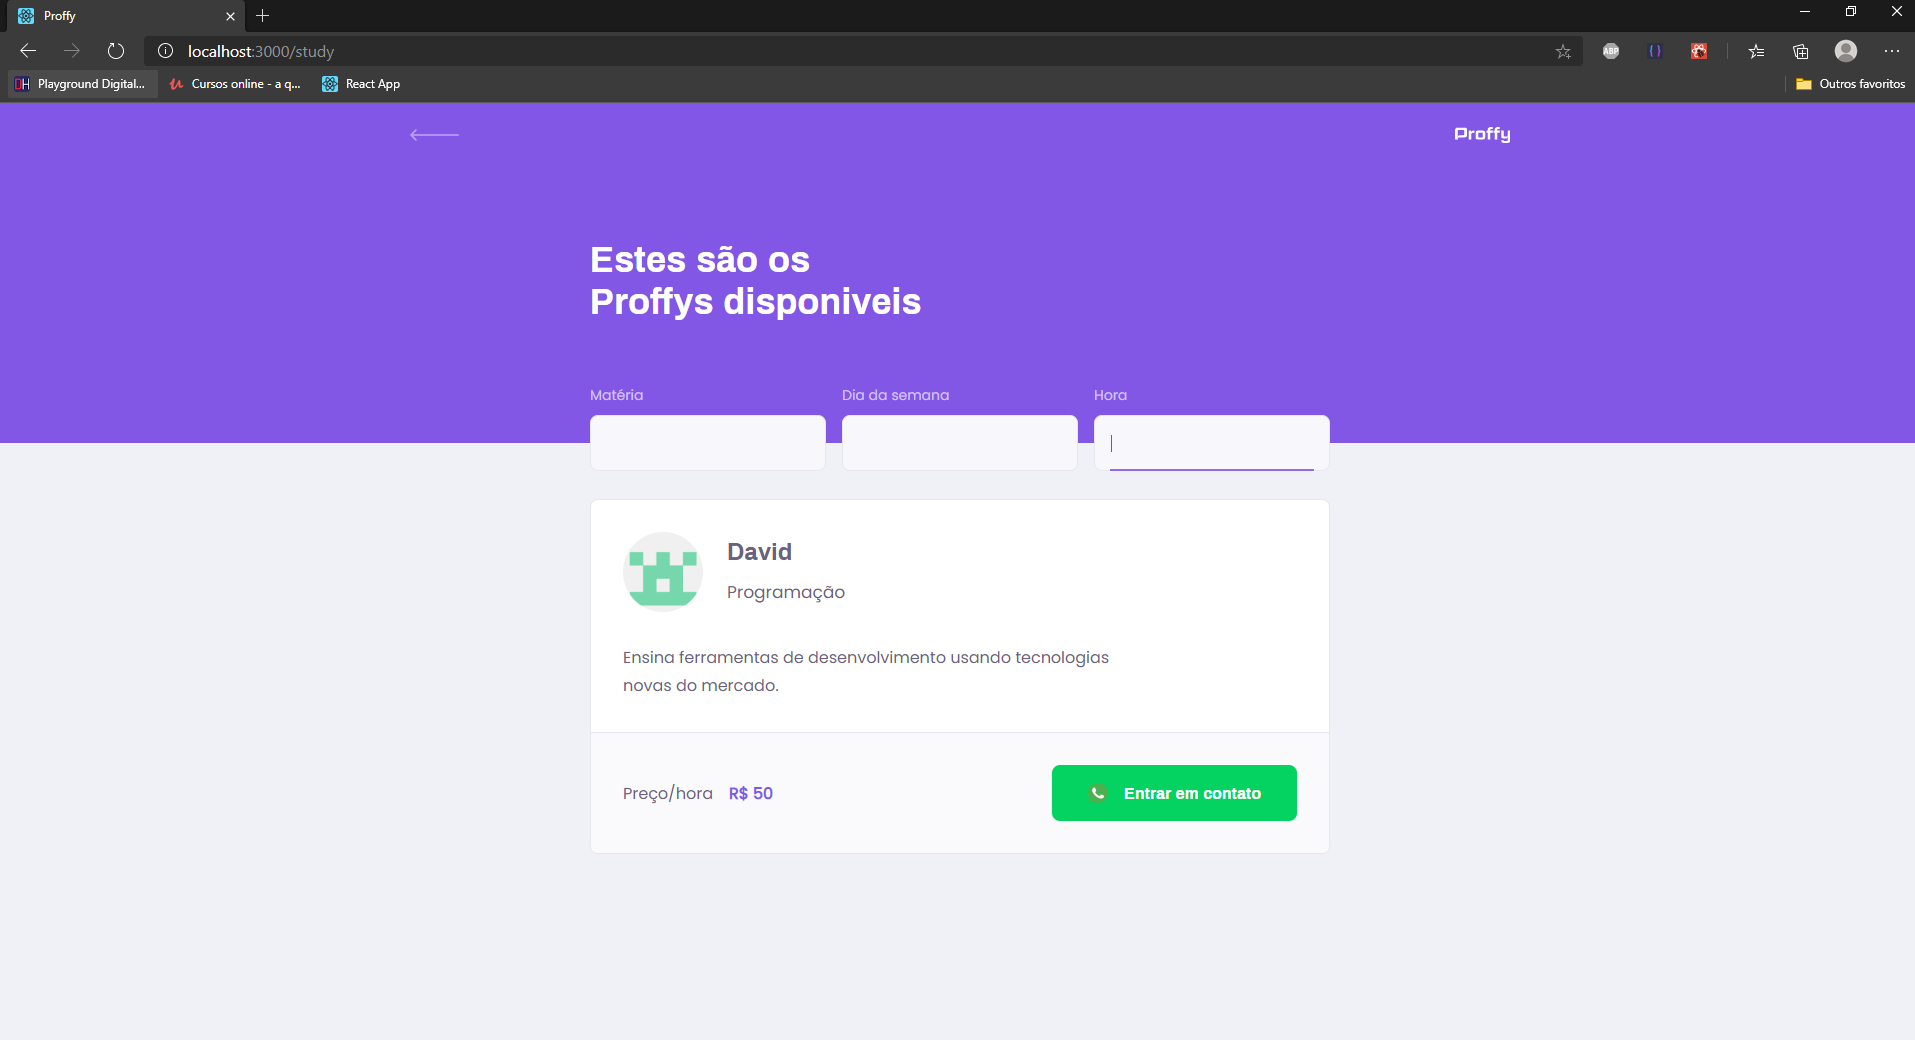 Proffy
localhost:3000/study
ABP
DH Playground Digital...
Cursos online - a q...
React App
Outros favoritos
Proffy
Estes são os
Proffys disponiveis
Matéria
Dia da semana
Hora
David
Programação
Ensina ferramentas de desenvolvimento usando tecnologias
novas do mercado.
Preço/hora R$ 50
Entrar em contato